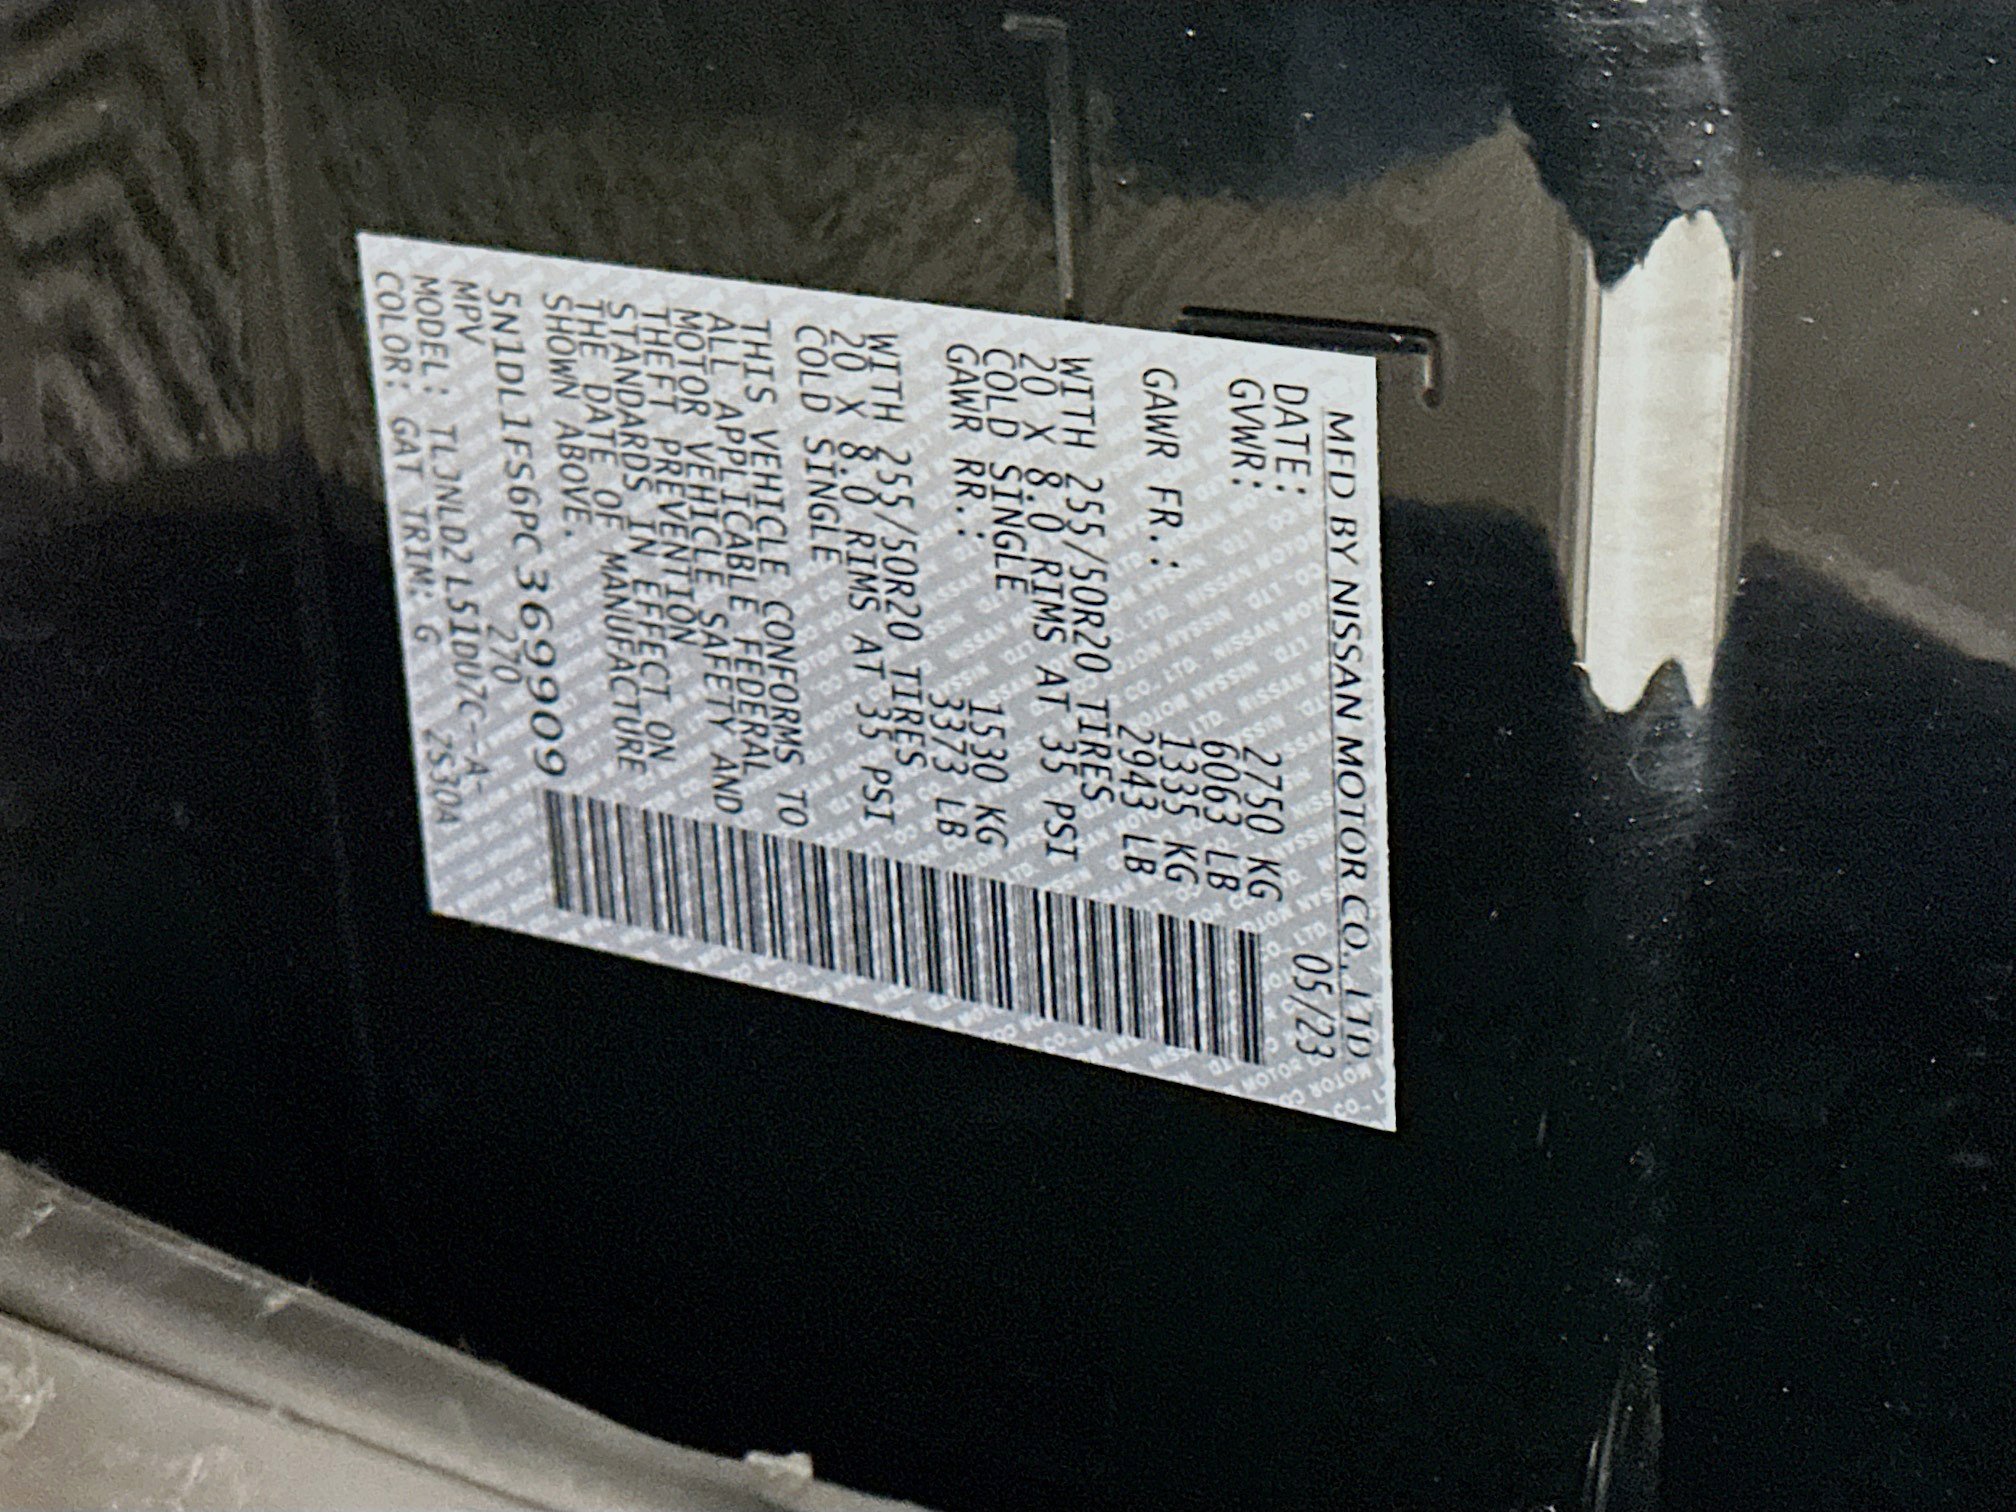 MFD BY NISSAN MOTOR CO., LTD
DATE: 05/23
GVWR: 2750 KG
6063 LB
GAWR FR.: 1335 KG
2943 LB
WITH 255/50R20 TIRES
20 X 8.0 RIMS AT 35 PSI
COLD SINGLE
GAWR RR.: 1530 KG
3373 LB
WITH 255/50R20 TIRES
20 X 8.0 RIMS AT 35 PSI
COLD SINGLE
THIS VEHICLE CONFORMS TO
ALL APPLICABLE FEDERAL
MOTOR VEHICLE SAFETY AND
THEFT PREVENTION
STANDARDS IN EFFECT ON
THE DATE OF MANUFACTURE
SHOWN ABOVE.
5N1DL1FS6PC369909
MPV 270
MODEL: TLJNLD2 L51DU7C--A-
COLOR: GAT TRIM: G ZS30A